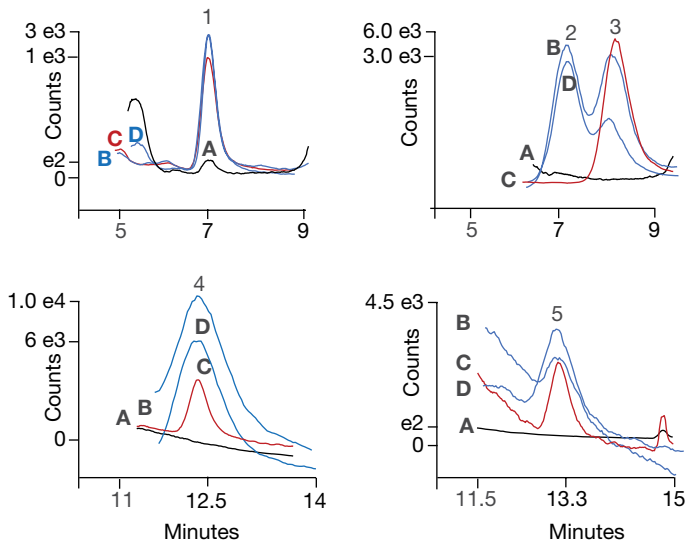 3 e3
1 e3
e2
0
Counts
1
C
D
B
A
5
7
9
6.0 e3
3.0 e3
Counts
2
3
B
D
A
C
5
7
9
1.0 e4
6 e3
0
Counts
4
D
C
A
B
11
12.5
14
Minutes
4.5 e3
e2
0
Counts
5
B
C
D
A
11.5
13.3
15
Minutes